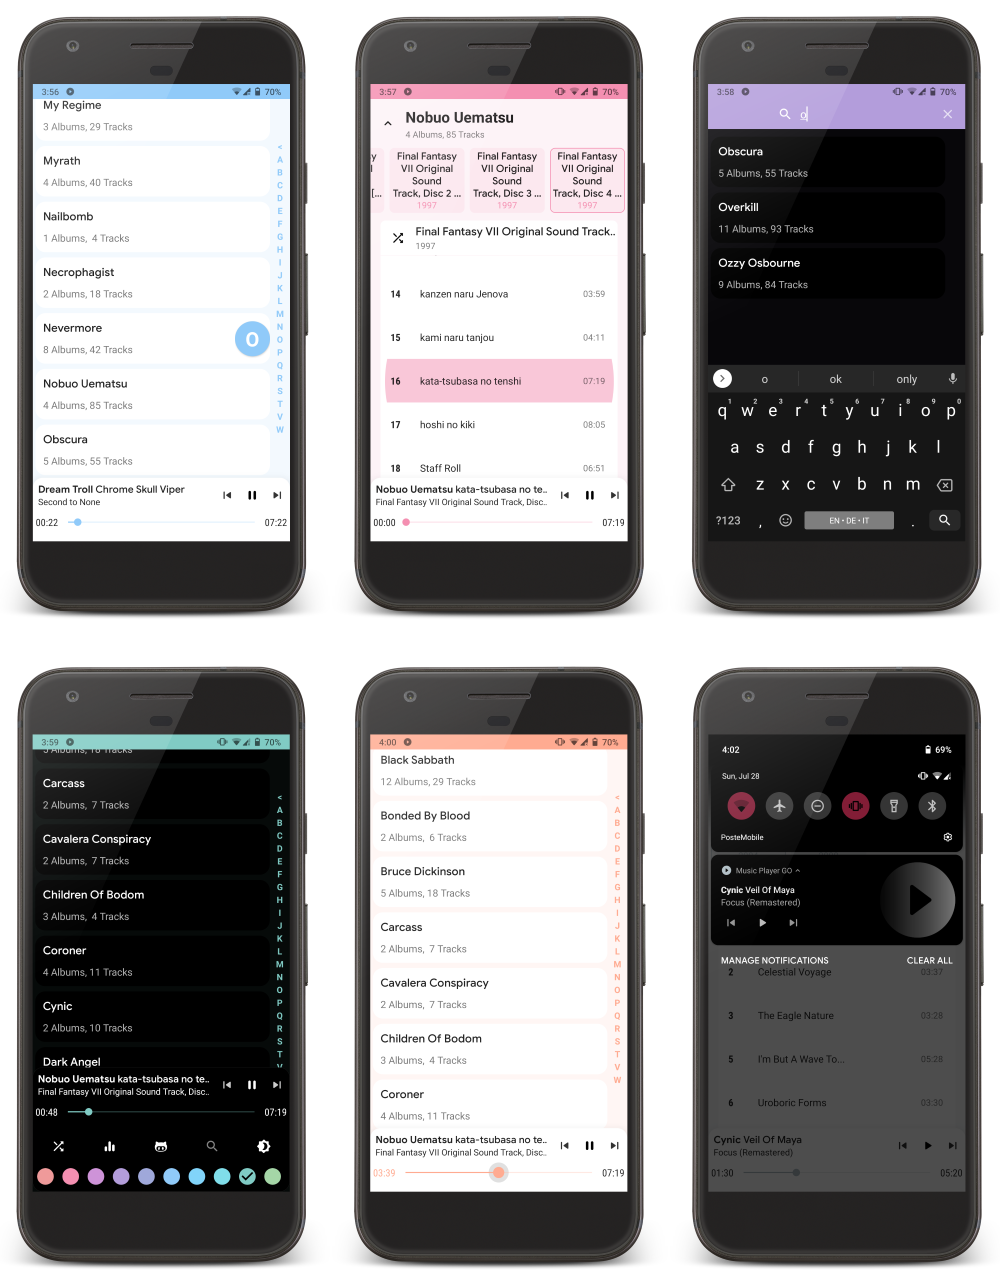 3:56
70%
My Regime
3 Albums, 29 Tracks
Myrath
4 Albums, 40 Tracks
Nailbomb
1 Albums, 4 Tracks
Necrophagist
2 Albums, 18 Tracks
Nevermore
8 Albums, 42 Tracks
O
Nobuo Uematsu
4 Albums, 85 Tracks
Obscura
5 Albums, 55 Tracks
<
A
B
C
D
E
F
G
H
I
J
K
L
M
N
O
P
Q
R
S
T
V
W
Dream Troll Chrome Skull Viper
Second to None
00:22
07:22
3:57
70%
Nobuo Uematsu
4 Albums, 85 Tracks
y
l
[...
Final Fantasy
VII Original
Sound
Track, Disc 2 ...
1997
Final Fantasy
VII Original
Sound
Track, Disc 3 ...
1997
Final Fantasy
VII Original
Sound
Track, Disc 4 ...
1997
Final Fantasy VII Original Sound Track..
1997
14 kanzen naru Jenova 03:59
15 kami naru tanjou 04:11
16 kata-tsubasa no tenshi 07:19
17 hoshi no kiki 08:05
18 Staff Roll 06:51
Nobuo Uematsu kata-tsubasa no te..
Final Fantasy VII Original Sound Track, Disc..
00:00
07:19
3:58
70%
o
Obscura
5 Albums, 55 Tracks
Overkill
11 Albums, 93 Tracks
Ozzy Osbourne
9 Albums, 84 Tracks
o ok only
1 2 3 4 5 6 7 8 9 0
q w e r t y u i o p
a s d f g h j k l
z x c v b n m
?123 , EN • DE • IT .
3:59
70%
5 Albums, 18 Tracks
Carcass
2 Albums, 7 Tracks
Cavalera Conspiracy
2 Albums, 7 Tracks
Children Of Bodom
3 Albums, 4 Tracks
Coroner
4 Albums, 11 Tracks
Cynic
2 Albums, 10 Tracks
Dark Angel
<
A
B
C
D
E
F
G
H
I
J
K
L
M
N
O
P
Q
R
S
T
V
Nobuo Uematsu kata-tsubasa no te..
Final Fantasy VII Original Sound Track, Disc..
00:48
07:19
4:00
70%
Black Sabbath
12 Albums, 29 Tracks
Bonded By Blood
2 Albums, 6 Tracks
Bruce Dickinson
5 Albums, 18 Tracks
Carcass
2 Albums, 7 Tracks
Cavalera Conspiracy
2 Albums, 7 Tracks
Children Of Bodom
3 Albums, 4 Tracks
Coroner
4 Albums, 11 Tracks
<
A
B
C
D
E
F
G
H
I
J
K
L
M
N
O
P
Q
R
S
T
V
W
Nobuo Uematsu kata-tsubasa no te..
Final Fantasy VII Original Sound Track, Disc..
03:39
07:19
4:02
69%
Sun, Jul 28
PosteMobile
Music Player GO
Cynic Veil Of Maya
Focus (Remastered)
MANAGE NOTIFICATIONS CLEAR ALL
2 Celestial Voyage 03:37
3 The Eagle Nature 03:28
5 I'm But A Wave To... 05:28
6 Uroboric Forms 03:30
Cynic Veil Of Maya
Focus (Remastered)
01:30
05:20